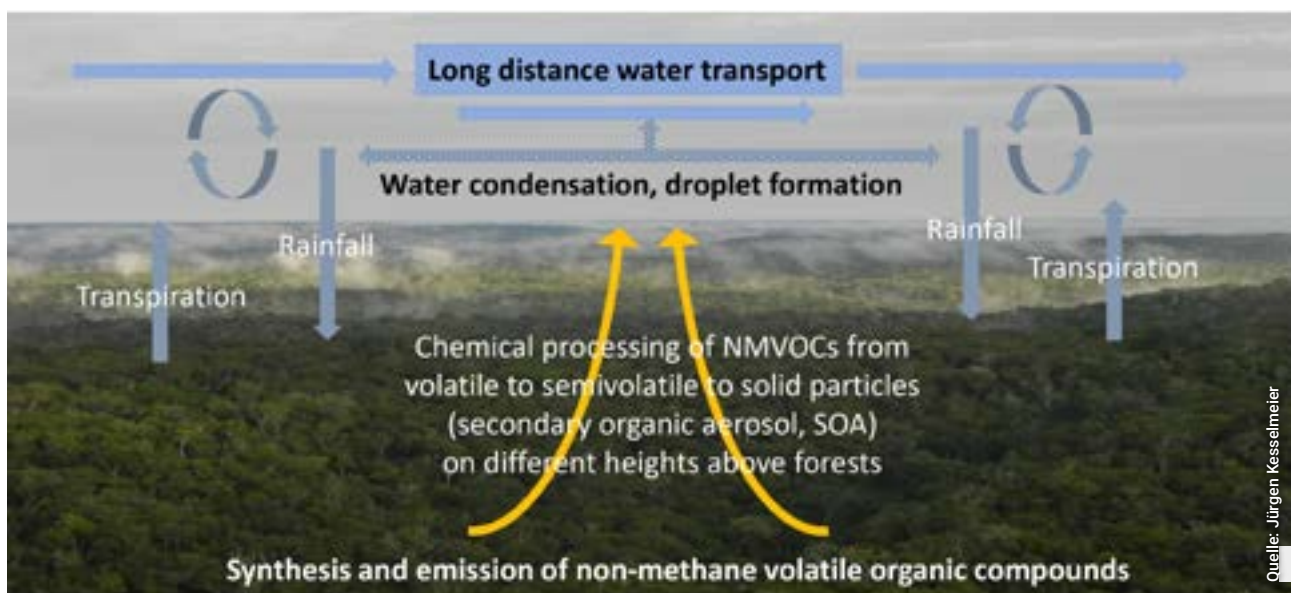 Long distance water transport
Water condensation, droplet formation
Rainfall
Rainfall
Transpiration
Transpiration
Chemical processing of NMVOCs from
volatile to semivolatile to solid particles
(secondary organic aerosol, SOA)
on different heights above forests
Synthesis and emission of non-methane volatile organic compounds
Quelle: Jürgen Kesselmeier